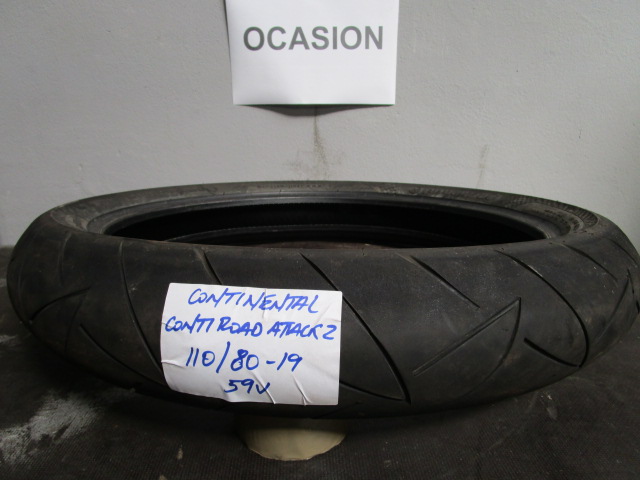 OCASION
CONTINENTAL
CONTI ROAD ATTACK 2
110/80-19
59V